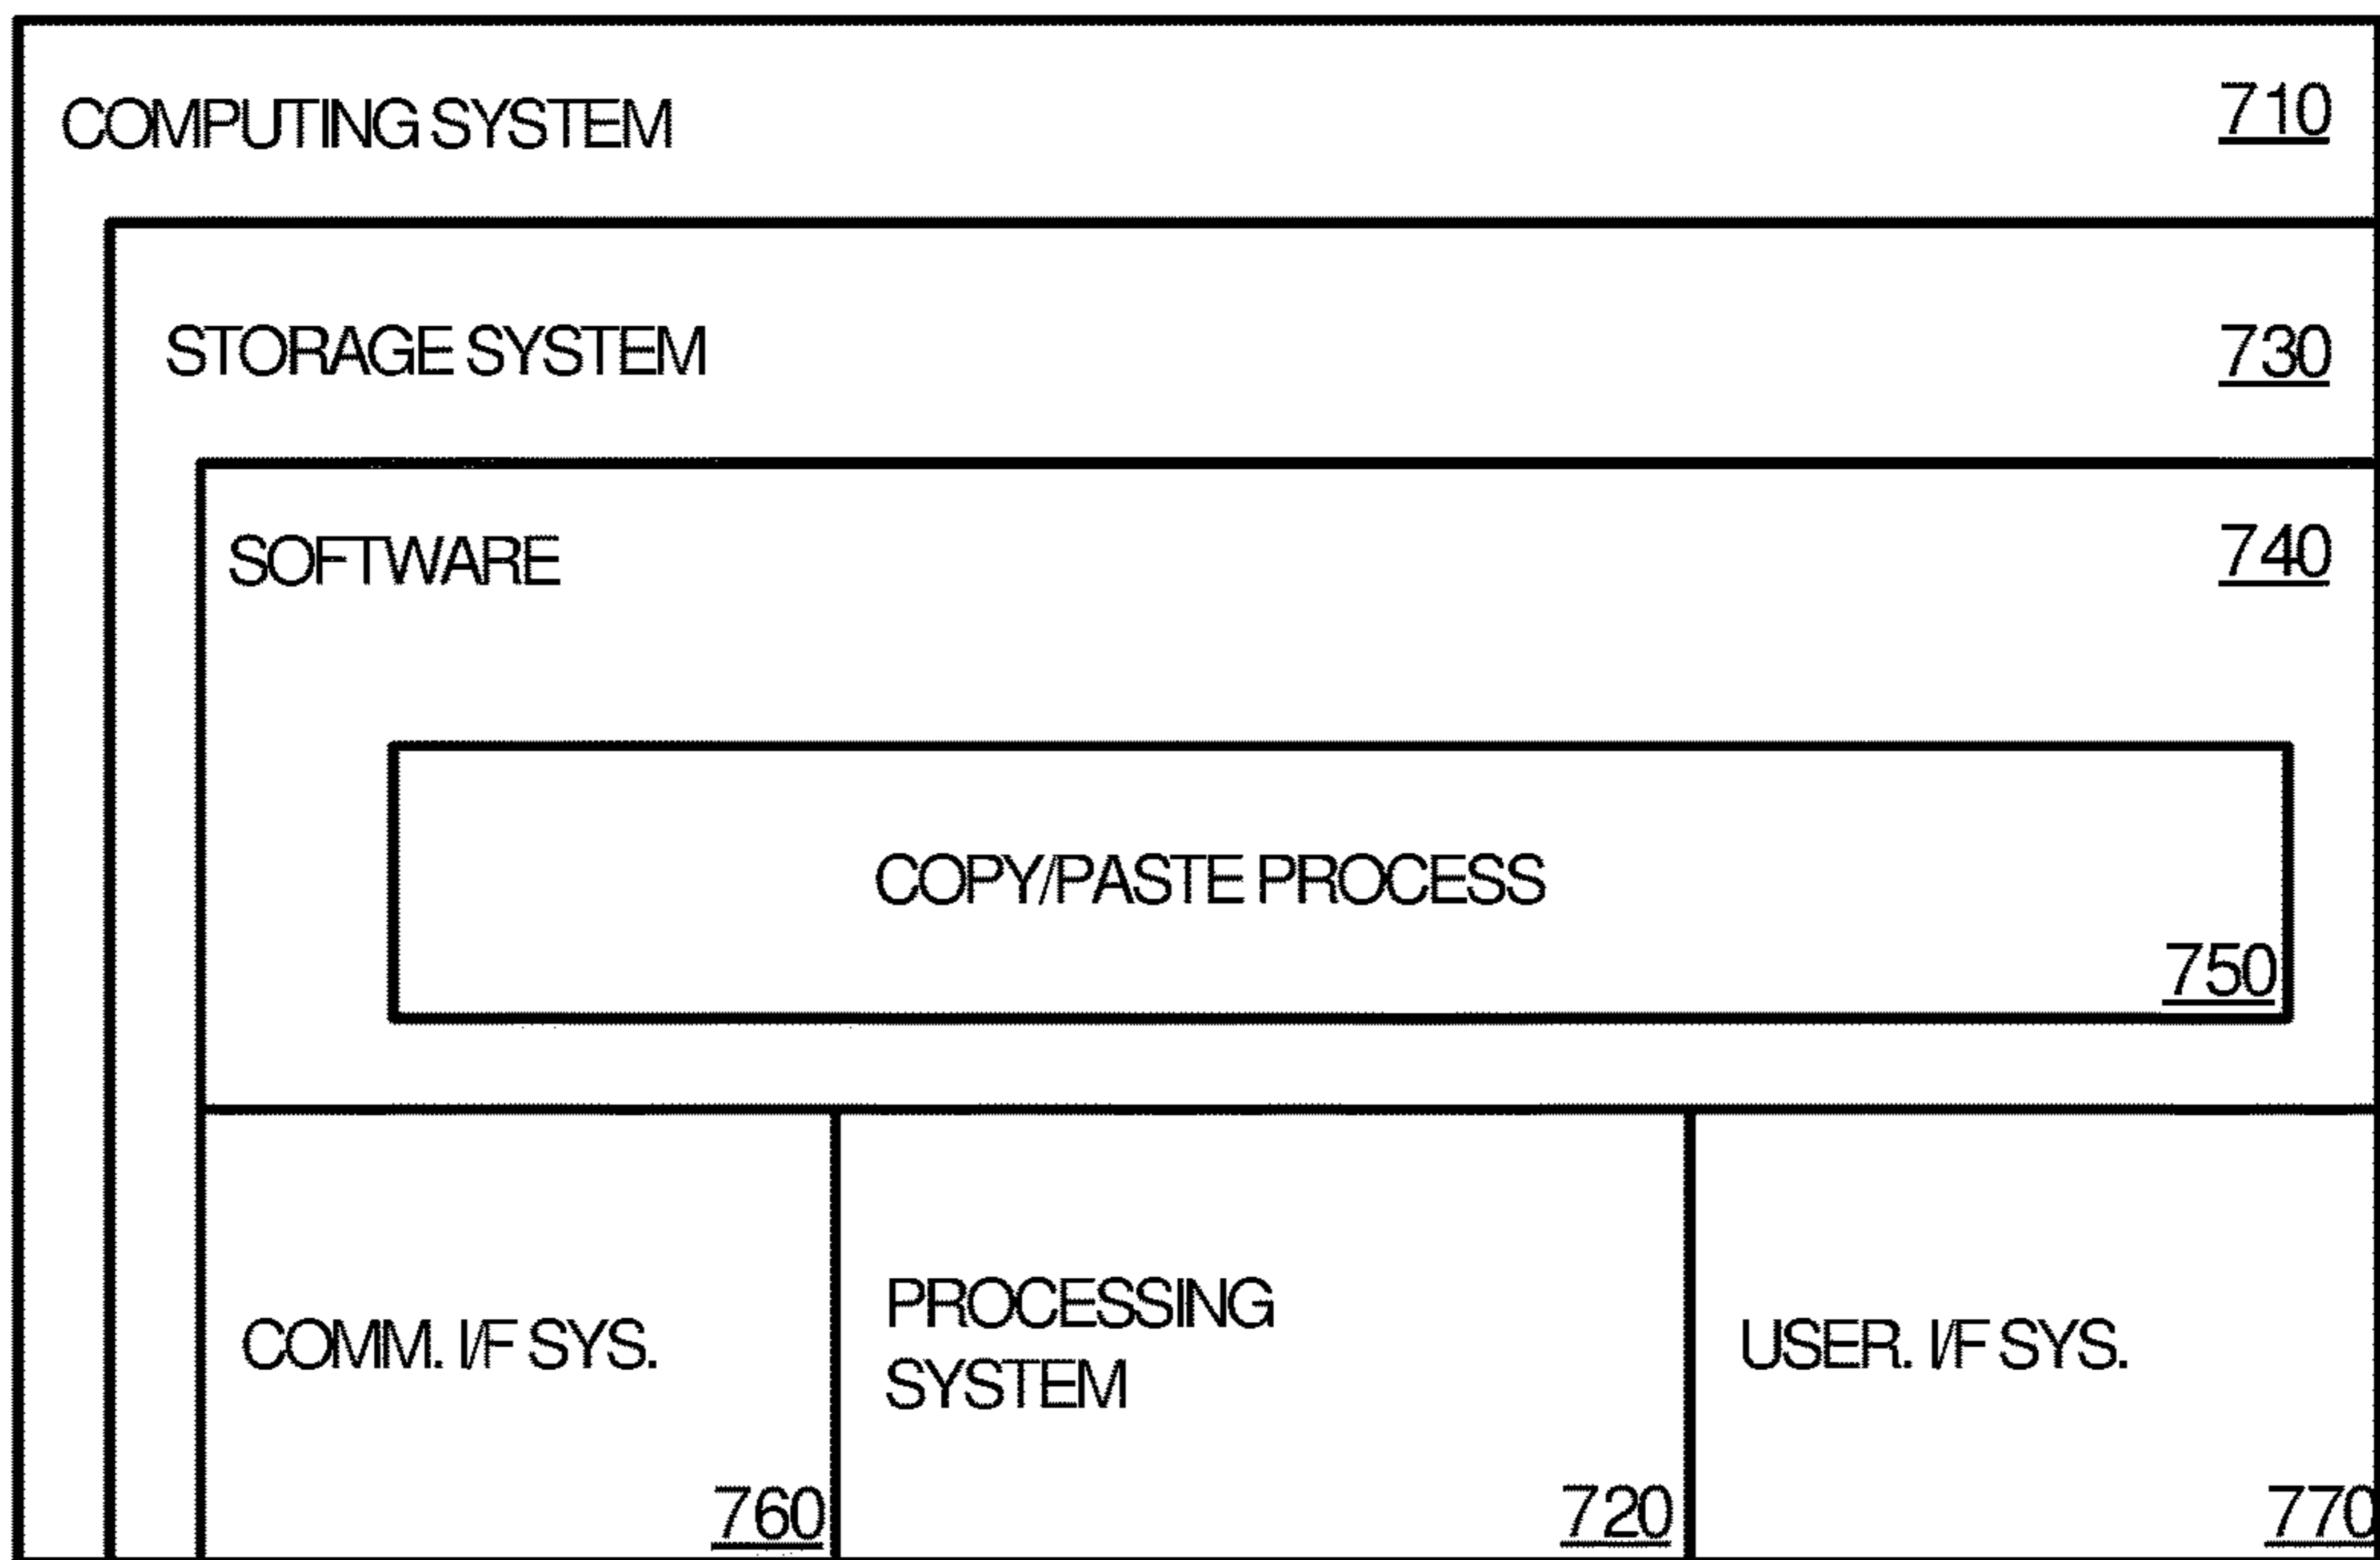 COMPUTING SYSTEM 710
STORAGE SYSTEM 730
SOFTWARE 740
COPY/PASTE PROCESS
750
COMM. I/F SYS.
760
PROCESSING
SYSTEM
720
USER. I/F SYS.
770